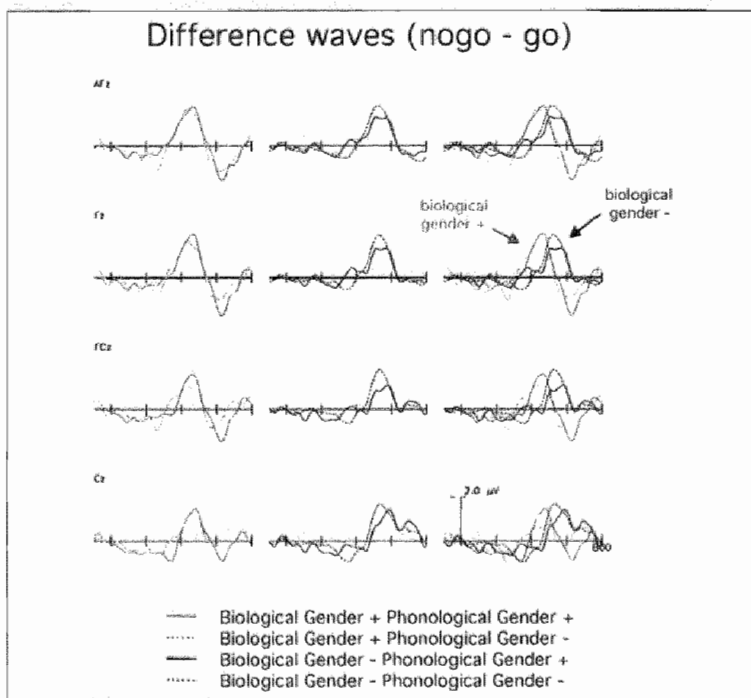 Difference waves (nogo - go)
AFz
Fz
biological
gender +
biological
gender -
FCz
Cz
2.0 µV
800
Biological Gender + Phonological Gender +
Biological Gender + Phonological Gender -
Biological Gender - Phonological Gender +
Biological Gender - Phonological Gender -